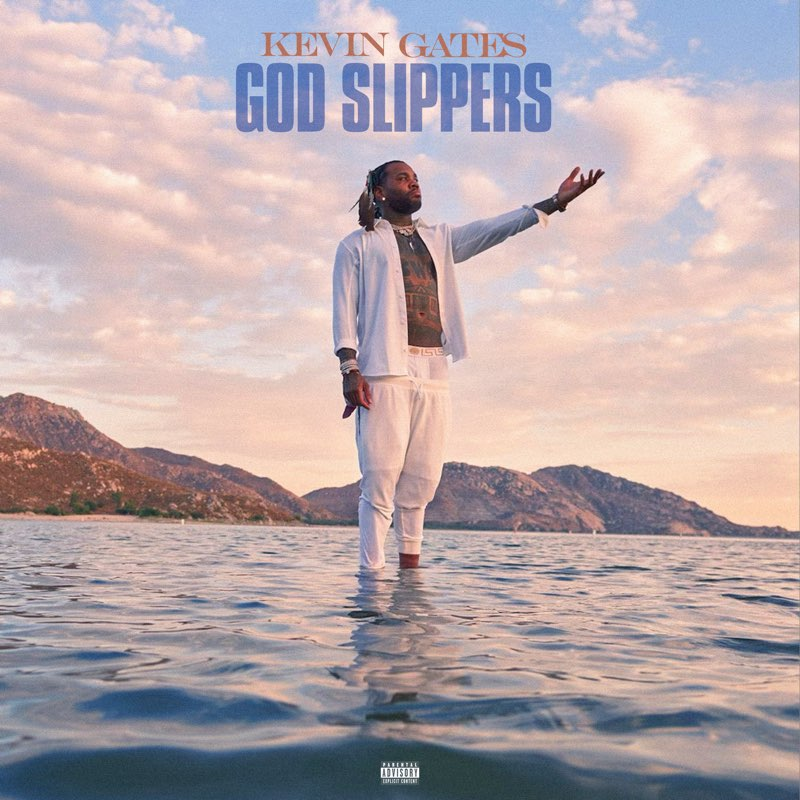 KEVIN GATES
GOD SLIPPERS
PARENTAL
ADVISORY
EXPLICIT CONTENT